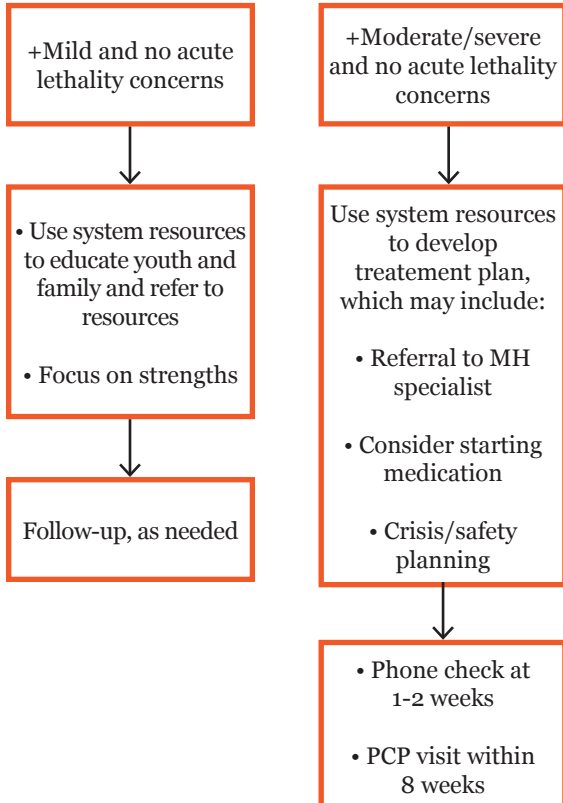 +Mild and no acute
lethality concerns
• Use system resources
to educate youth and
family and refer to
resources
• Focus on strengths
Follow-up, as needed
+Moderate/severe
and no acute lethality
concerns
Use system resources
to develop
treatement plan,
which may include:
• Referral to MH
specialist
• Consider starting
medication
• Crisis/safety
planning
• Phone check at
1-2 weeks
• PCP visit within
8 weeks